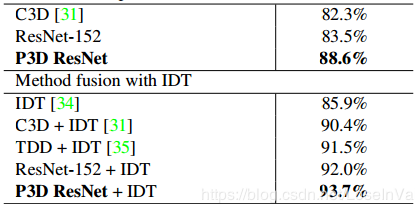 C3D [31] 82.3%
ResNet-152 83.5%
P3D ResNet 88.6%
Method fusion with IDT
IDT [34] 85.9%
C3D + IDT [31] 90.4%
TDD + IDT [35] 91.5%
ResNet-152 + IDT 92.0%
P3D ResNet + IDT 93.7%